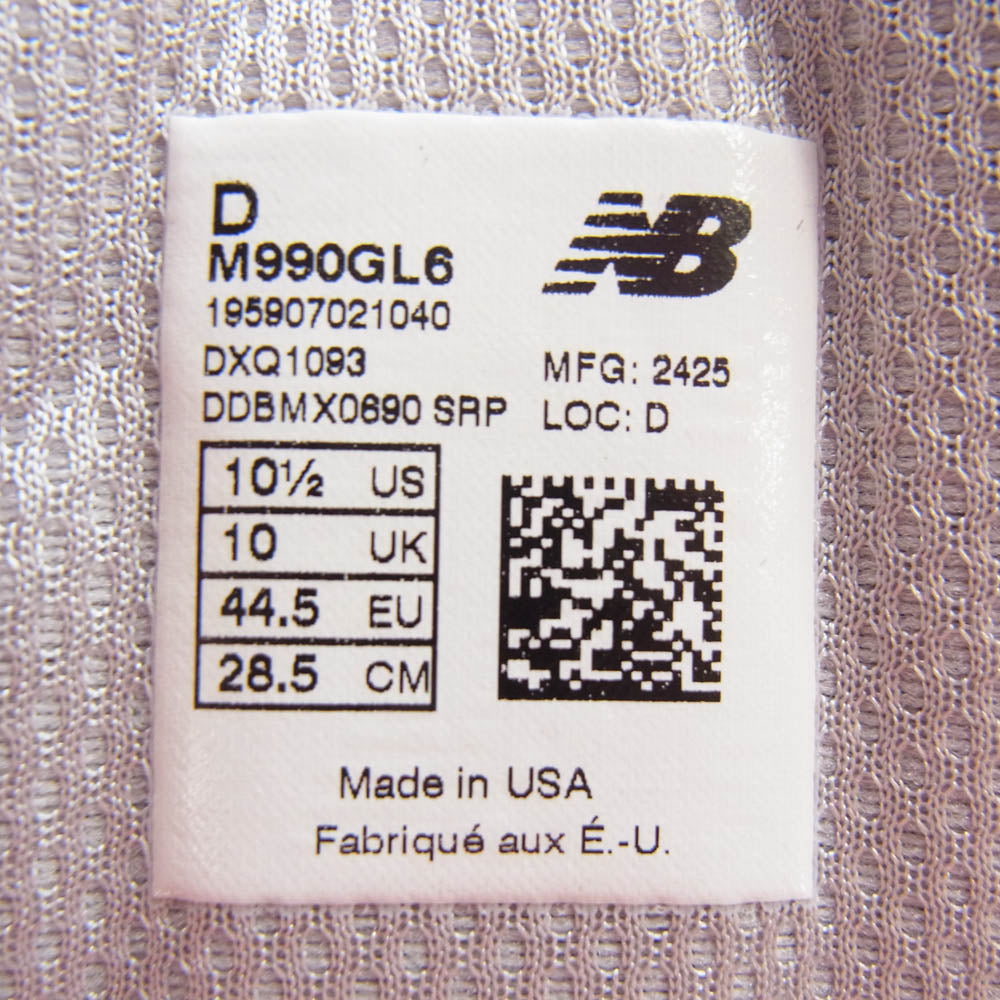 D
NB
M990GL6
195907021040
DXQ1093
MFG: 2425
DDBMX0690 SRP
LOC: D
10½ US
10 UK
44.5 EU
28.5 CM
Made in USA
Fabriqué aux É.-U.